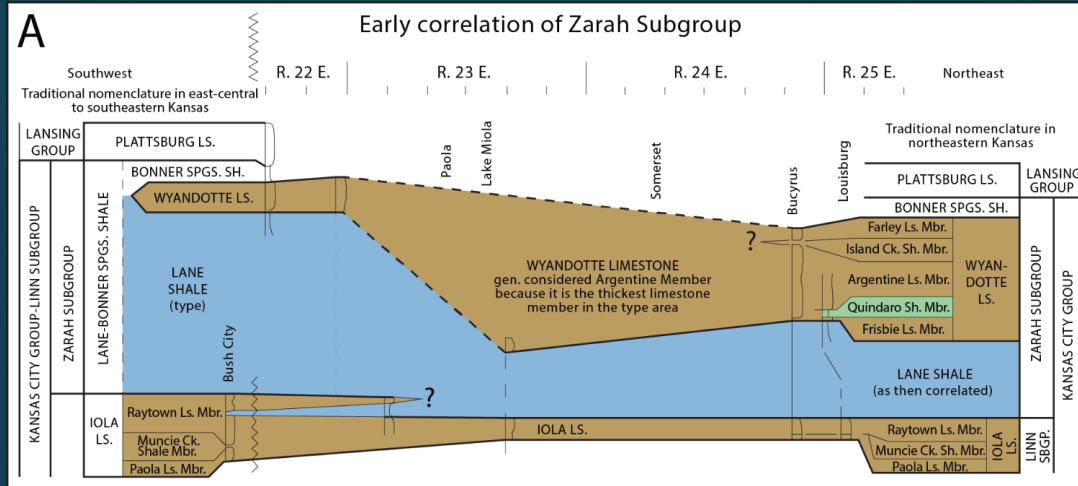 A
Early correlation of Zarah Subgroup
Southwest
R. 22 E.
R. 23 E.
R. 24 E.
R. 25 E.
Northeast
Traditional nomenclature in east-central
to southeastern Kansas
Traditional nomenclature in
northeastern Kansas
Paola
Lake Miola
Somerset
Bucyrus
Louisburg
LANSING
GROUP
PLATTSBURG LS.
BONNER SPGS. SH.
WYANDOTTE LS.
KANSAS CITY GROUP-LINN SUBGROUP
ZARAH SUBGROUP
LANE-BONNER SPGS. SHALE
LANE
SHALE
(type)
Bush City
IOLA
LS.
Raytown Ls. Mbr.
Muncie Ck.
Shale Mbr.
Paola Ls. Mbr.
?
?
WYANDOTTE LIMESTONE
gen. considered Argentine Member
because it is the thickest limestone
member in the type area
IOLA LS.
PLATTSBURG LS.
LANSING
GROUP
BONNER SPGS. SH.
Farley Ls. Mbr.
Island Ck. Sh. Mbr.
Argentine Ls. Mbr.
Quindaro Sh. Mbr.
Frisbie Ls. Mbr.
WYAN-
DOTTE
LS.
ZARAH SUBGROUP
KANSAS CITY GROUP
LANE SHALE
(as then correlated)
Raytown Ls. Mbr.
Muncie Ck. Sh. Mbr.
Paola Ls. Mbr.
IOLA
LS.
LINN
SBGP.